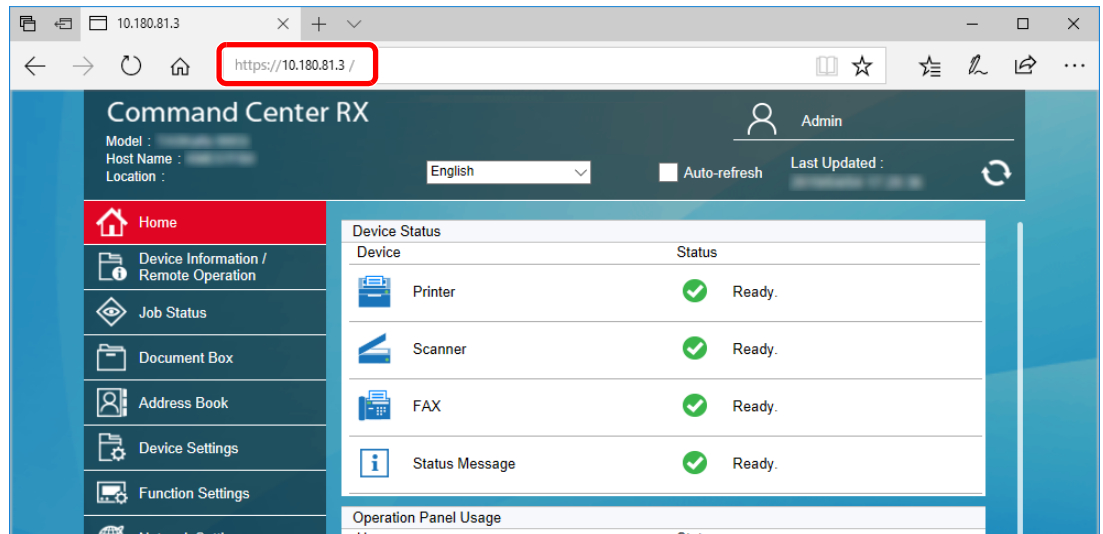 10.180.81.3
https://10.180.81.3 /
Command Center RX
Model :
Host Name :
Location :
English
Auto-refresh
Admin
Last Updated :
Home
Device Information /
Remote Operation
Job Status
Document Box
Address Book
Device Settings
Function Settings
Device Status
Device Status
Printer Ready.
Scanner Ready.
FAX Ready.
Status Message Ready.
Operation Panel Usage